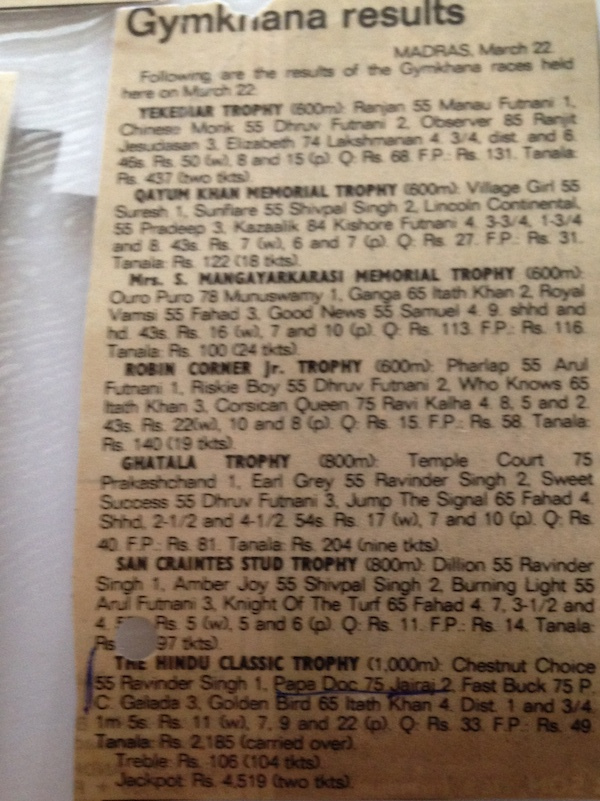 Gymkhana results
MADRAS, March 22.
Following are the results of the Gymkhana races held
here on March 22:
YEKEDIAR TROPHY (600m): Ranjan 55 Manau Futnani 1,
Chinese Monk 55 Dhruv Futnani 2, Observer 85 Ranjit
Jesudasan 3, Elizabeth 74 Lakshmanan 4. 3/4, dist. and 6.
46s. Rs. 50 (w), 8 and 15 (p). Q: Rs. 68. F.P.: Rs. 131. Tanala:
Rs. 437 (two tkts).
QAYUM KHAN MEMORIAL TROPHY (600m): Village Girl 55
Suresh 1, Sunflare 55 Shivpal Singh 2, Lincoln Continental,
55 Pradeep 3, Kazaalik 84 Kishore Futnani 4. 3-3/4, 1-3/4
and 8. 43s. Rs. 7 (w), 6 and 7 (p). Q: Rs. 27. F.P.: Rs. 31.
Tanala: Rs. 122 (18 tkts).
Mrs. S. MANGAYARKARASI MEMORIAL TROPHY (600m):
Ouro Puro 78 Munuswamy 1, Ganga 65 Itath Khan 2, Royal
Vamsi 55 Fahad 3, Good News 55 Samuel 4. 9, shhd and
hd. 43s. Rs. 16 (w), 7 and 10 (p). Q: Rs. 113. F.P.: Rs. 116.
Tanala: Rs. 100 (24 tkts).
ROBIN CORNER Jr. TROPHY (600m): Pharlap 55 Arul
Futnani 1, Riskie Boy 55 Dhruv Futnani 2, Who Knows 65
Itath Khan 3, Corsican Queen 75 Ravi Kalha 4. 8, 5 and 2.
43s. Rs. 22(w), 10 and 8 (p). Q: Rs. 15. F.P.: Rs. 58. Tanala:
Rs. 140 (19 tkts).
GHATALA TROPHY (800m): Temple Court 75
Prakashchand 1, Earl Grey 55 Ravinder Singh 2, Sweet
Success 55 Dhruv Futnani 3, Jump The Signal 65 Fahad 4.
Shhd, 2-1/2 and 4-1/2. 54s. Rs. 17 (w), 7 and 10 (p). Q: Rs.
40. F.P.: Rs. 81. Tanala: Rs. 204 (nine tkts).
SAN CRAINTES STUD TROPHY (800m): Dillion 55 Ravinder
Singh 1, Amber Joy 55 Shivpal Singh 2, Burning Light 55
Arul Futnani 3, Knight Of The Turf 65 Fahad 4. 7, 3-1/2 and
4. Rs. 5 (w), 5 and 6 (p). Q: Rs. 11. F.P.: Rs. 14. Tanala:
Rs 97 tkts).
THE HINDU CLASSIC TROPHY (1,000m): Chestnut Choice
55 Ravinder Singh 1, Papa Doc 75 Jairaj 2, Fast Buck 75 P.
C. Gelada 3, Golden Bird 65 Itath Khan 4. Dist. 1 and 3/4.
1m 5s. Rs. 11 (w), 7, 9 and 22 (p). Q: Rs. 33. F.P.: Rs. 49.
Tanala: Rs. 2,185 (carried over).
Treble: Rs. 106 (104 tkts).
Jackpot: Rs. 4,519 (two tkts).